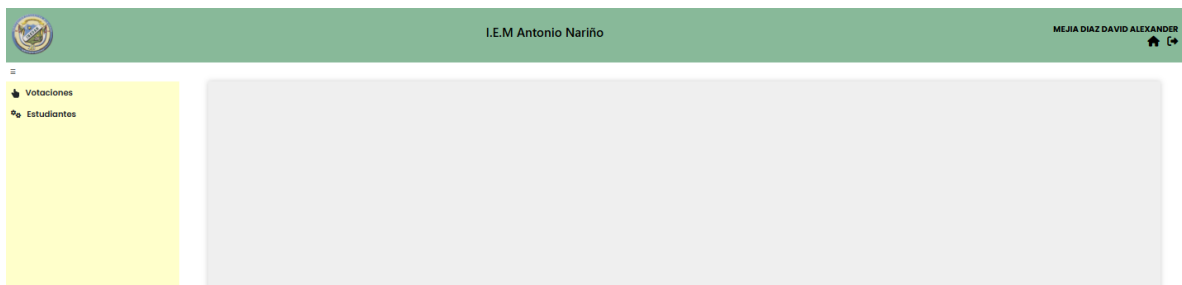 I.E.M Antonio Nariño
MEJIA DIAZ DAVID ALEXANDER
Votaciones
Estudiantes